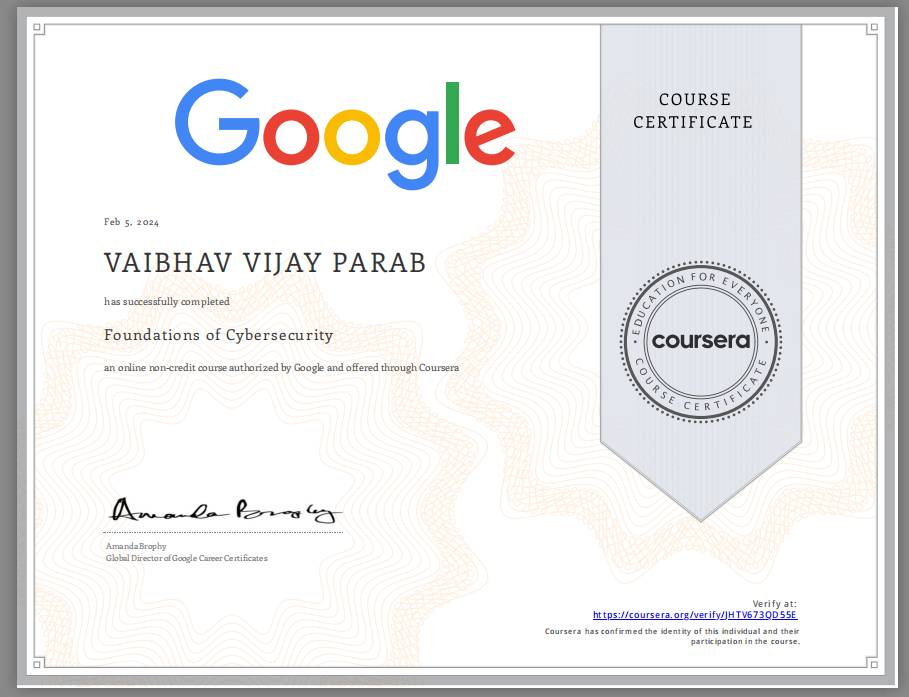 Google
COURSE
CERTIFICATE
Feb 5, 2024
VAIBHAV VIJAY PARAB
has successfully completed
Foundations of Cybersecurity
an online non-credit course authorized by Google and offered through Coursera
EDUCATION FOR EVERYONE
coursera
COURSE CERTIFICATE
Amanda Brophy
Amanda Brophy
Global Director of Google Career Certificates
Verify at:
https://coursera.org/verify/JHTV673QD55E
Coursera has confirmed the identity of this individual and their
participation in the course.